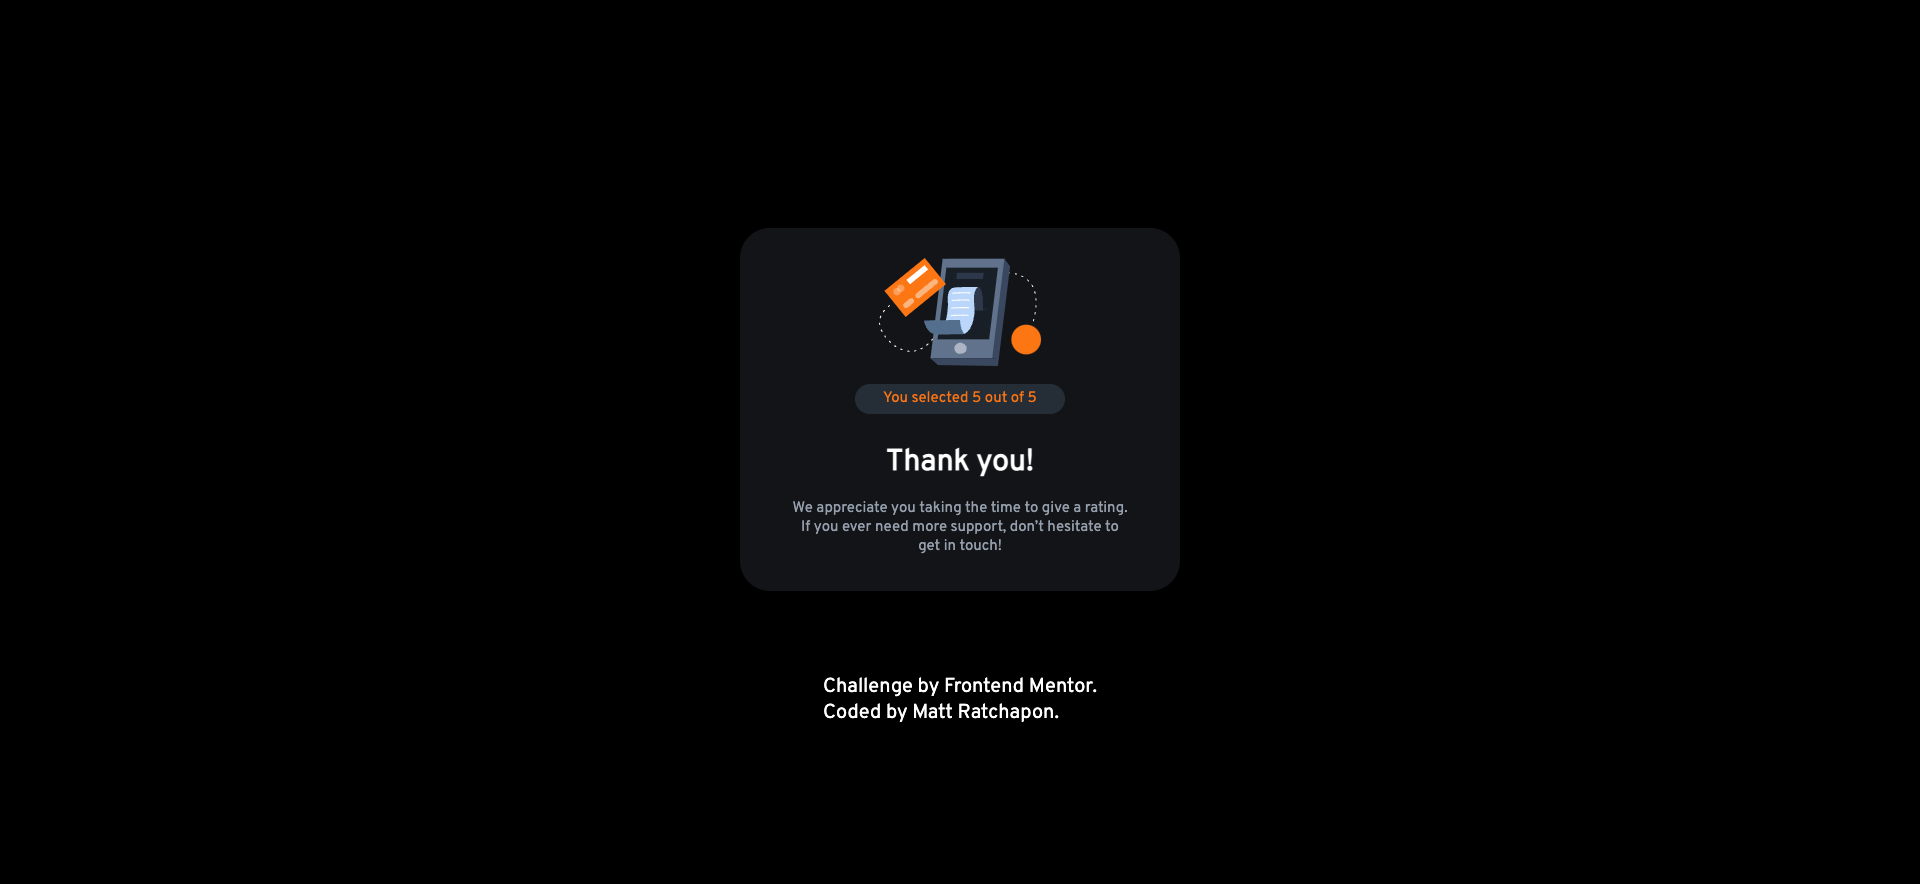 You selected 5 out of 5
Thank you!
We appreciate you taking the time to give a rating.
If you ever need more support, don’t hesitate to
get in touch!
Challenge by Frontend Mentor.
Coded by Matt Ratchapon.